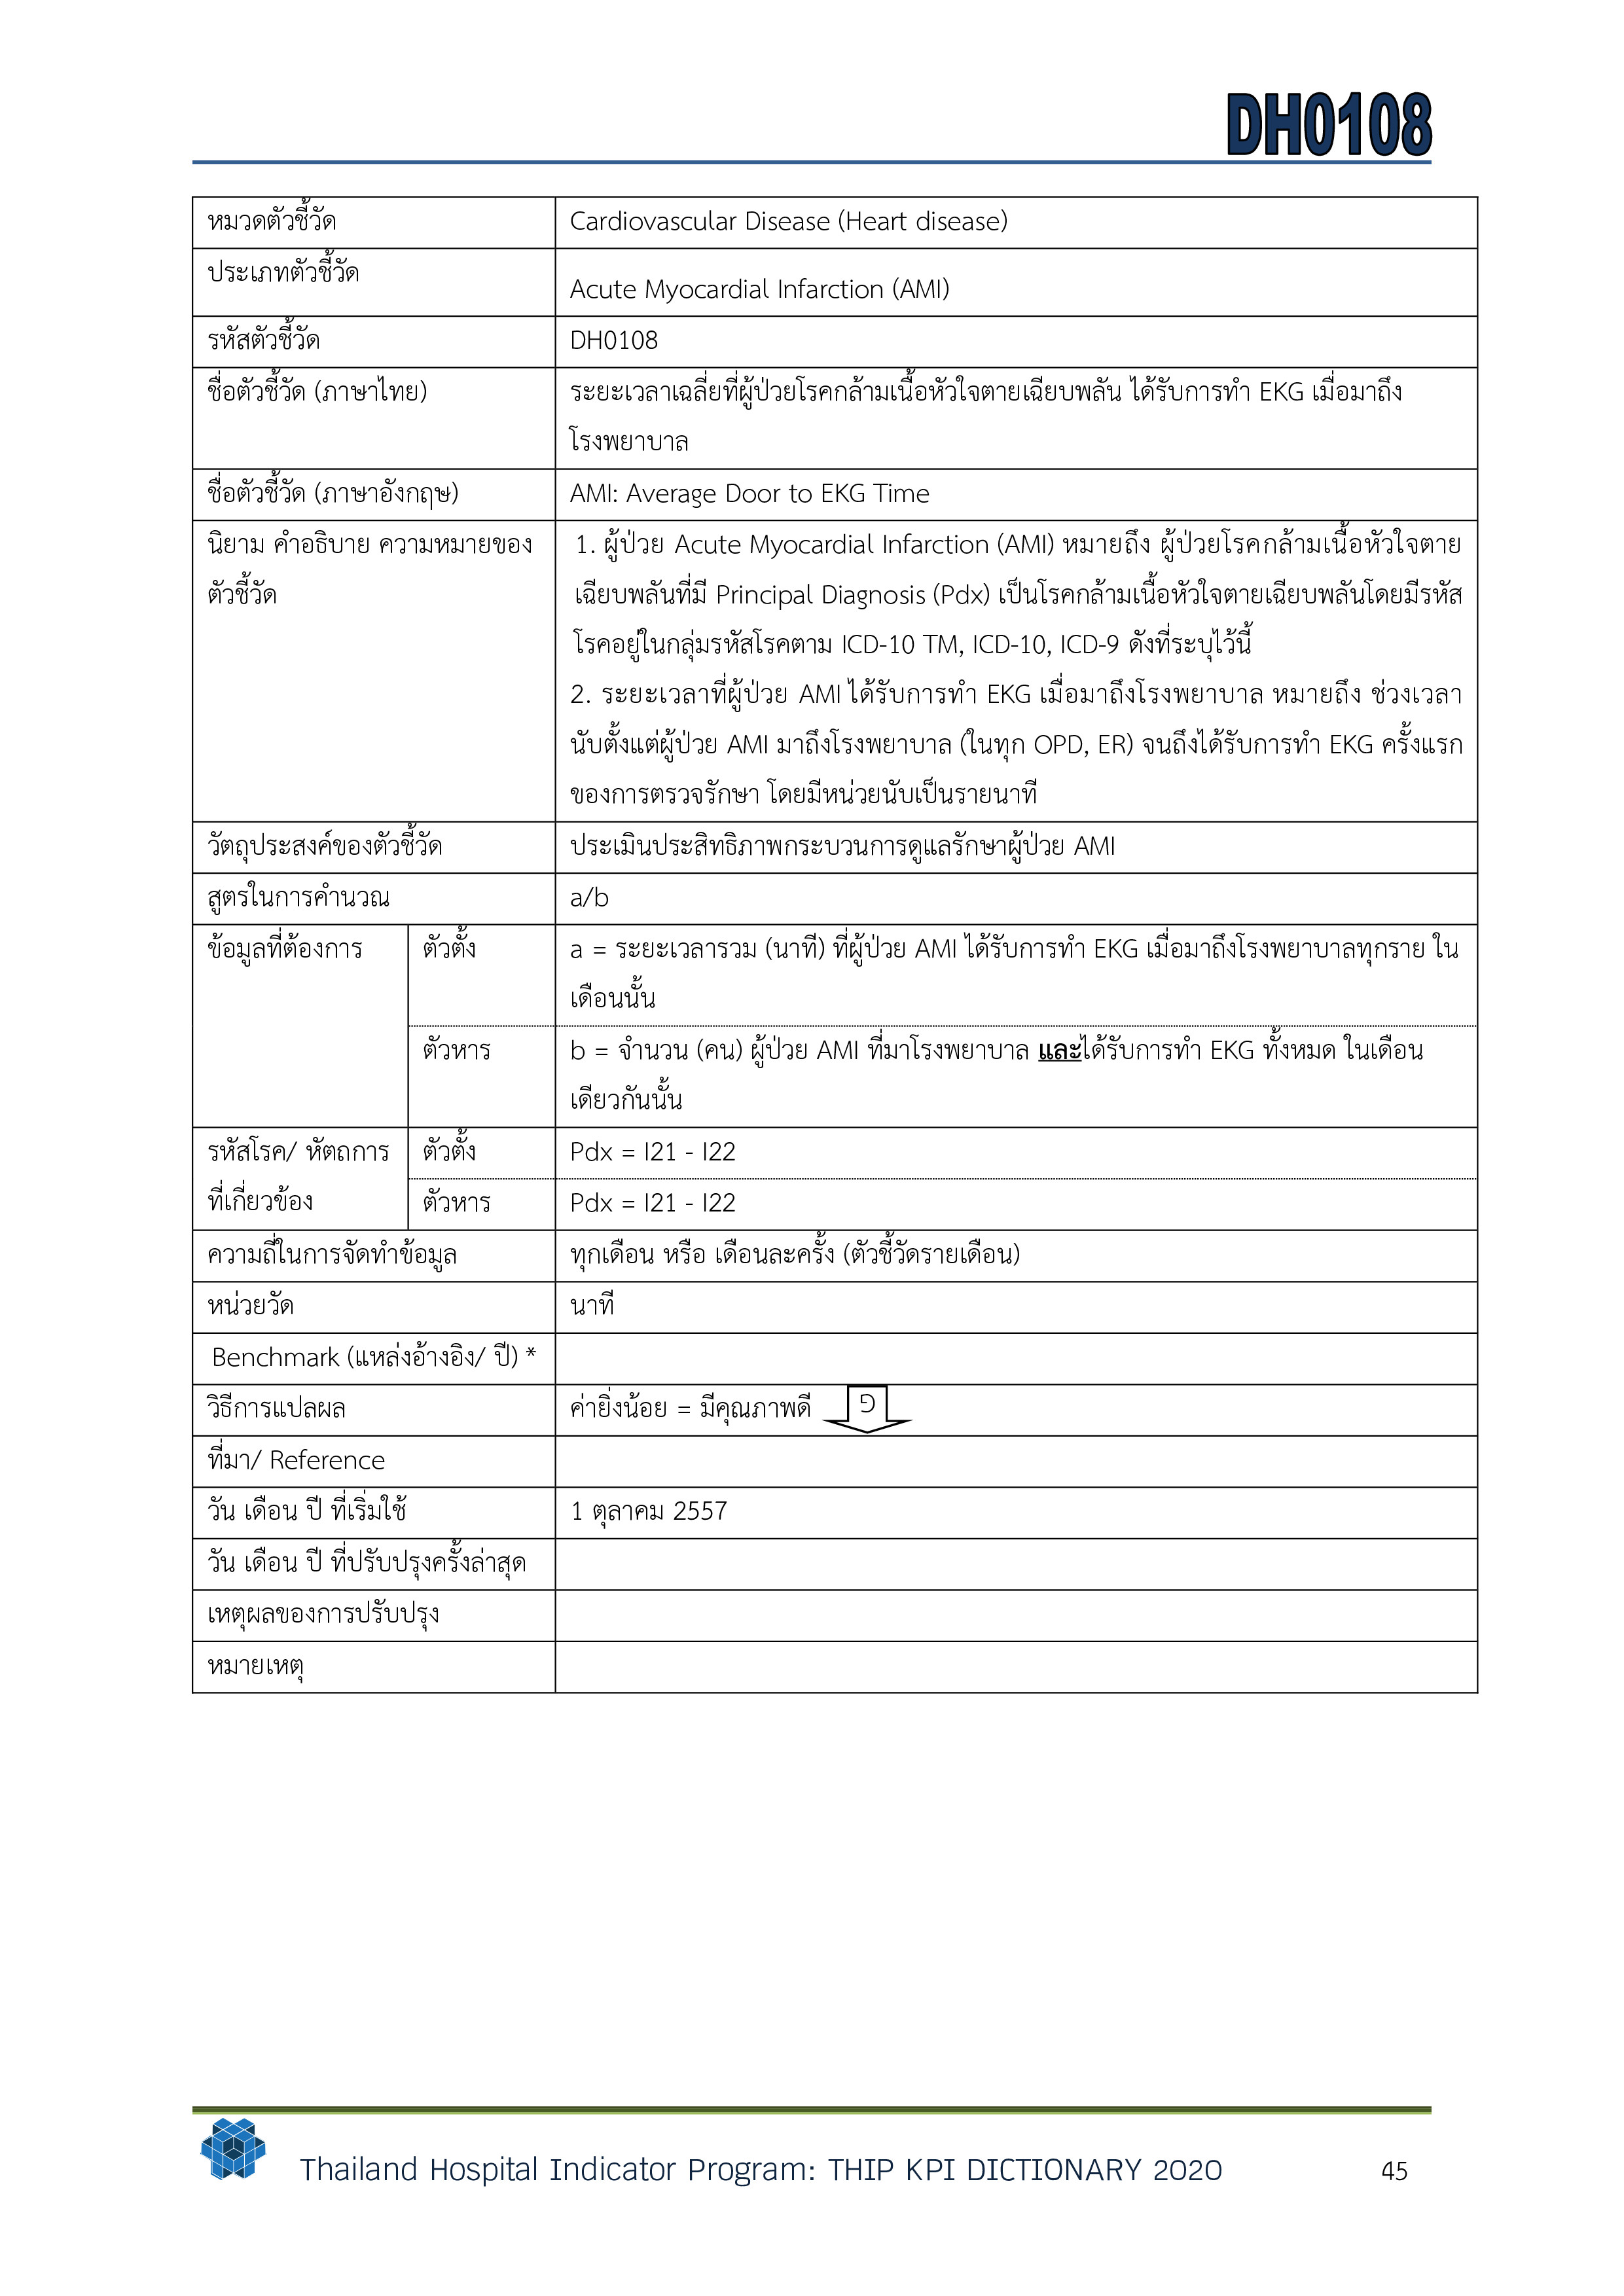 DH0108
หมวดตัวชี้วัด
Cardiovascular Disease (Heart disease)
ประเภทตัวชี้วัด
Acute Myocardial Infarction (AMI)
รหัสตัวชี้วัด
DH0108
ชื่อตัวชี้วัด (ภาษาไทย)
ระยะเวลาเฉลี่ยที่ผู้ป่วยโรคกล้ามเนื้อหัวใจตายเฉียบพลัน ได้รับการทำ EKG เมื่อมาถึง
โรงพยาบาล
ชื่อตัวชี้วัด (ภาษาอังกฤษ)
AMI: Average Door to EKG Time
นิยาม คำอธิบาย ความหมายของ
ตัวชี้วัด
1. ผู้ป่วย Acute Myocardial Infarction (AMI) หมายถึง ผู้ป่วยโรคกล้ามเนื้อหัวใจตาย
เฉียบพลันที่มี Principal Diagnosis (Pdx) เป็นโรคกล้ามเนื้อหัวใจตายเฉียบพลันโดยมีรหัส
โรคอยู่ในกลุ่มรหัสโรคตาม ICD-10 TM, ICD-10, ICD-9 ดังที่ระบุไว้นี้
2. ระยะเวลาที่ผู้ป่วย AMI ได้รับการทำ EKG เมื่อมาถึงโรงพยาบาล หมายถึง ช่วงเวลา
นับตั้งแต่ผู้ป่วย AMI มาถึงโรงพยาบาล (ในทุก OPD, ER) จนถึงได้รับการทำ EKG ครั้งแรก
ของการตรวจรักษา โดยมีหน่วยนับเป็นรายนาที
วัตถุประสงค์ของตัวชี้วัด
ประเมินประสิทธิภาพกระบวนการดูแลรักษาผู้ป่วย AMI
สูตรในการคำนวณ
a/b
ข้อมูลที่ต้องการ
ตัวตั้ง
a = ระยะเวลารวม (นาที) ที่ผู้ป่วย AMI ได้รับการทำ EKG เมื่อมาถึงโรงพยาบาลทุกราย ใน
เดือนนั้น
ตัวหาร
b = จำนวน (คน) ผู้ป่วย AMI ที่มาโรงพยาบาล และได้รับการทำ EKG ทั้งหมด ในเดือน
เดียวกันนั้น
รหัสโรค/ หัตถการ
ที่เกี่ยวข้อง
ตัวตั้ง
Pdx = I21 - I22
ตัวหาร
Pdx = I21 - I22
ความถี่ในการจัดทำข้อมูล
ทุกเดือน หรือ เดือนละครั้ง (ตัวชี้วัดรายเดือน)
หน่วยวัด
นาที
Benchmark (แหล่งอ้างอิง/ ปี) *
วิธีการแปลผล
ค่ายิ่งน้อย = มีคุณภาพดี
ที่มา/ Reference
วัน เดือน ปี ที่เริ่มใช้
1 ตุลาคม 2557
วัน เดือน ปี ที่ปรับปรุงครั้งล่าสุด
เหตุผลของการปรับปรุง
หมายเหตุ
Thailand Hospital Indicator Program: THIP KPI DICTIONARY 2020
45